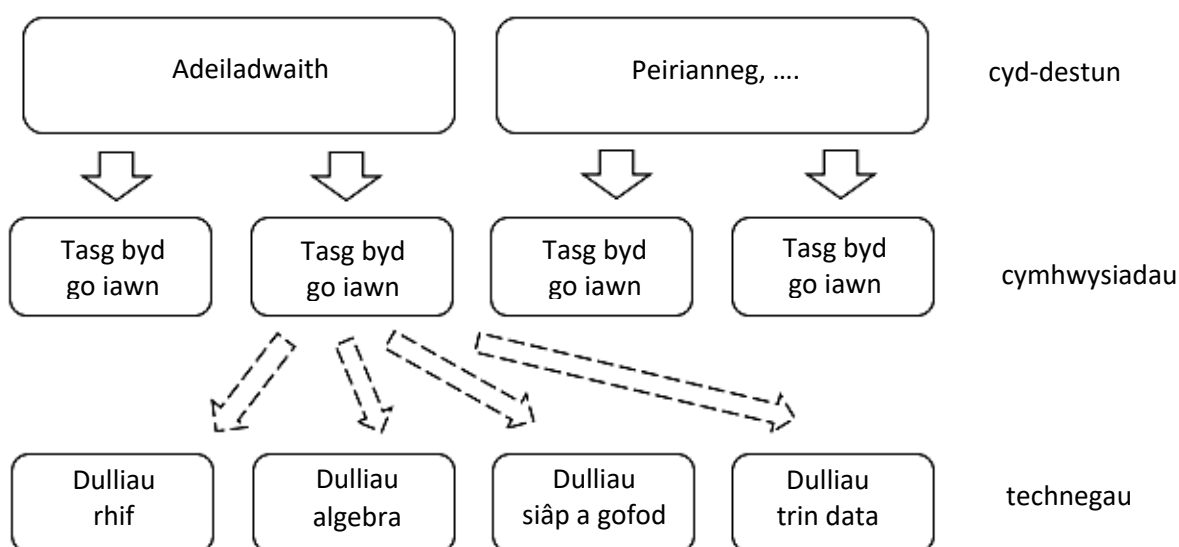 Adeiladwaith
Peirianneg, ....
cyd-destun
Tasg byd
go iawn
Tasg byd
go iawn
Tasg byd
go iawn
Tasg byd
go iawn
cymhwysiadau
Dulliau
rhif
Dulliau
algebra
Dulliau
siâp a gofod
Dulliau
trin data
technegau